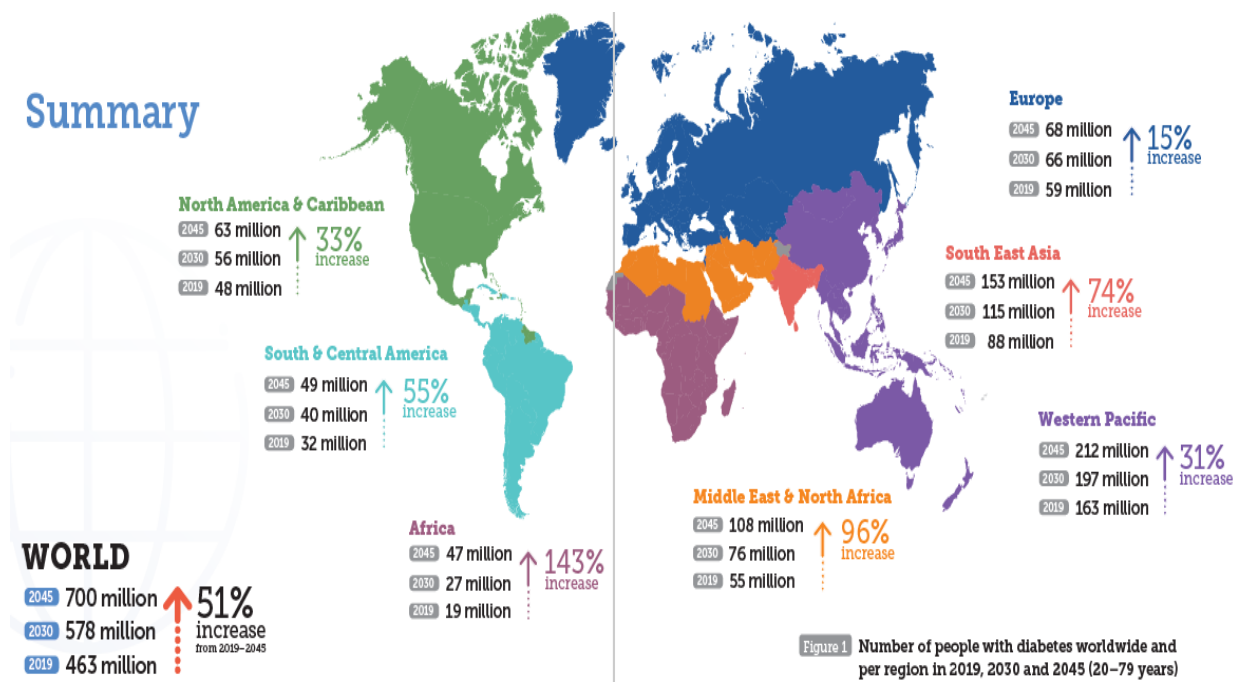 Summary
North America & Caribbean
2045 63 million
2030 56 million
2019 48 million
33%
increase
South & Central America
2045 49 million
2030 40 million
2019 32 million
55%
increase
WORLD
2045 700 million
2030 578 million
2019 463 million
51%
increase
from 2019–2045
Africa
2045 47 million
2030 27 million
2019 19 million
143%
increase
Europe
2045 68 million
2030 66 million
2019 59 million
15%
increase
South East Asia
2045 153 million
2030 115 million
2019 88 million
74%
increase
Western Pacific
2045 212 million
2030 197 million
2019 163 million
31%
increase
Middle East & North Africa
2045 108 million
2030 76 million
2019 55 million
96%
increase
Figure 1 Number of people with diabetes worldwide and
per region in 2019, 2030 and 2045 (20–79 years)